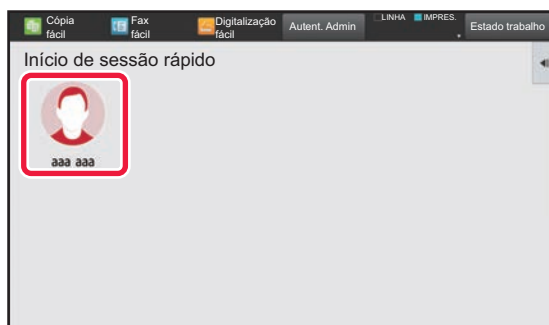 Cópia
fácil
Fax
fácil
Digitalização
fácil
Autent. Admin
LINHA
IMPRES.
Estado trabalho
Início de sessão rápido
aaa aaa